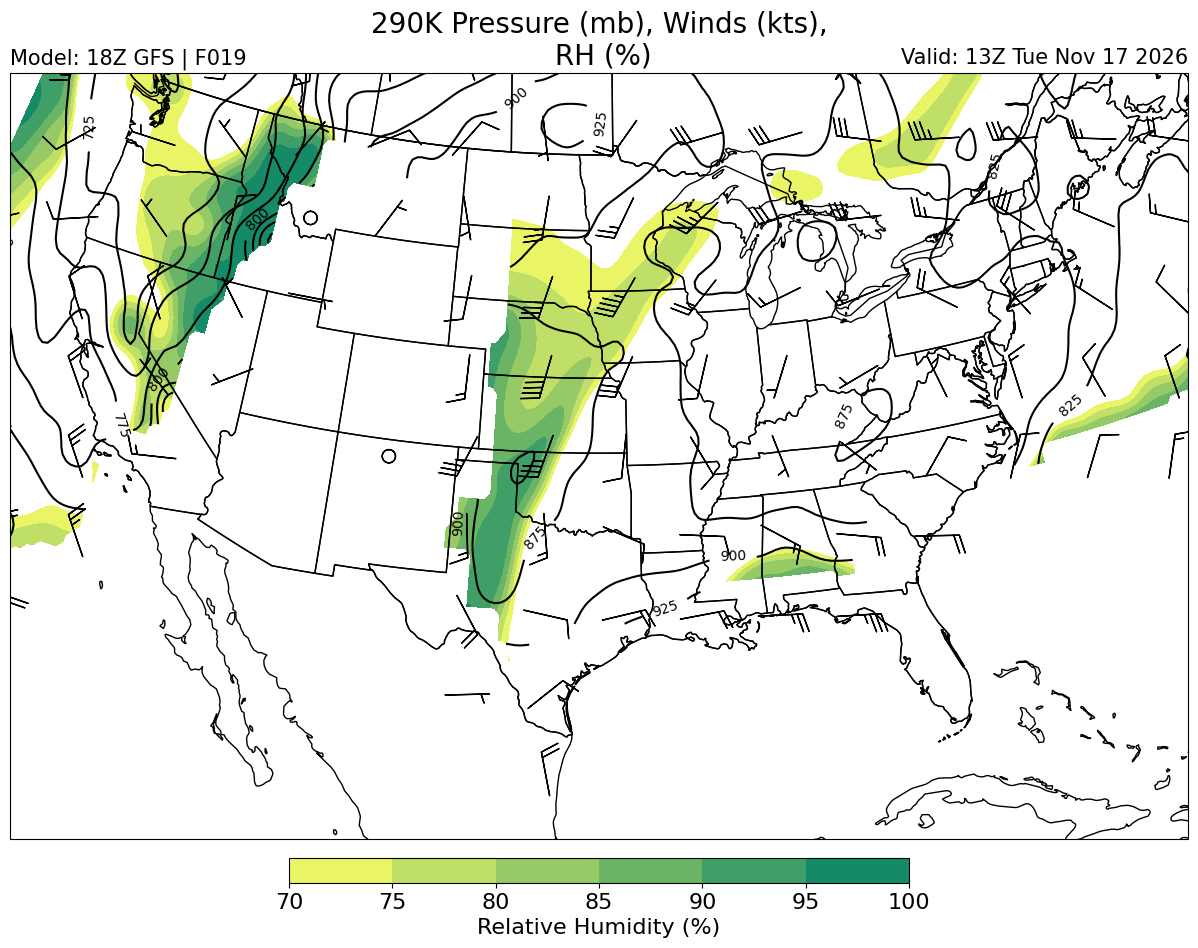 290K Pressure (mb), Winds (kts),
RH (%)
Model: 18Z GFS | F019
Valid: 13Z Tue Nov 17 2026
900
925
725
825
800
800
775
825
875
900
875
900
925
70 75 80 85 90 95 100
Relative Humidity (%)